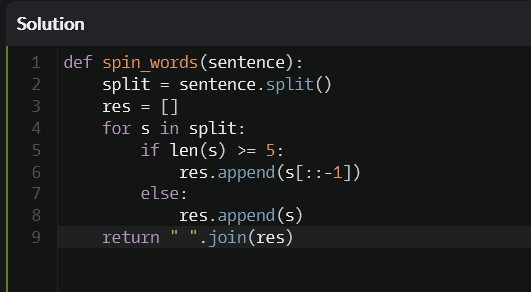 Solution
1 def spin_words(sentence):
2     split = sentence.split()
3     res = []
4     for s in split:
5         if len(s) >= 5:
6             res.append(s[::-1])
7         else:
8             res.append(s)
9     return " ".join(res)